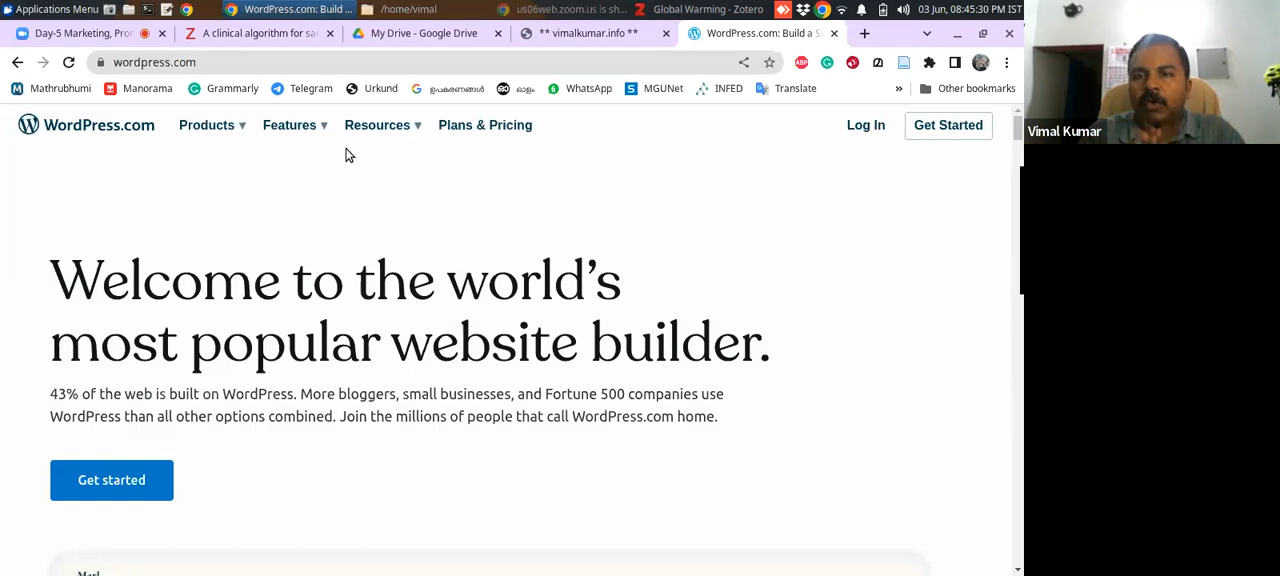 Applications Menu
WordPress.com: Build ...
/home/vimal
us06web.zoom.us is sh...
Global Warming - Zotero
03 Jun, 08:45:30 PM IST
Day-5 Marketing, Pro
A clinical algorithm for sa
My Drive - Google Drive
** vimalkumar.info **
WordPress.com: Build a S
wordpress.com
ABP
Mathrubhumi
Manorama
Grammarly
Telegram
Urkund
ഉപകരണങ്ങൾ
ഓളം
WhatsApp
MGUNet
INFED
Translate
»
Other bookmarks
WordPress.com
Products
Features
Resources
Plans & Pricing
Log In
Get Started
Welcome to the world's
most popular website builder.
43% of the web is built on WordPress. More bloggers, small businesses, and Fortune 500 companies use
WordPress than all other options combined. Join the millions of people that call WordPress.com home.
Get started
Vimal Kumar